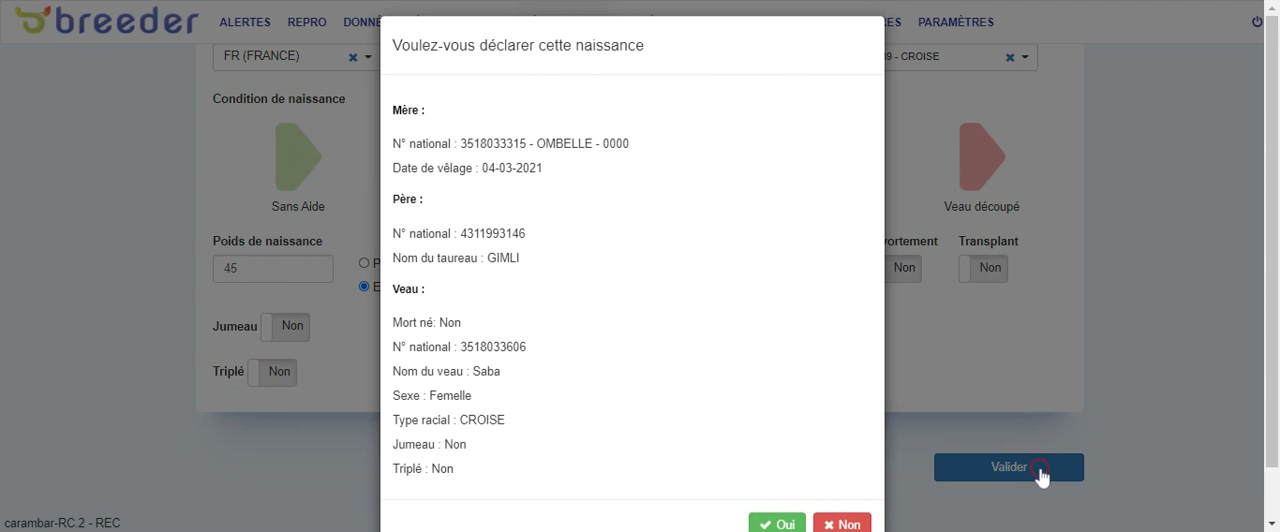 breeder ALERTES REPRO DONNÉ ES PARAMÈTRES
Voulez-vous déclarer cette naissance
FR (FRANCE) 39 - CROISE
Condition de naissance
Mère :
N° national : 3518033315 - OMBELLE - 0000
Date de vêlage : 04-03-2021
Père :
Sans Aide Veau découpé
N° national : 4311993146
Poids de naissance vortement Transplant
Nom du taureau : GIMLI
45 P Non Non
E
Veau :
Mort né: Non
Jumeau Non
N° national : 3518033606
Nom du veau : Saba
Triplé Non
Sexe : Femelle
Type racial : CROISE
Jumeau : Non
Triplé : Non
Valider
Oui Non
carambar-RC.2 - REC